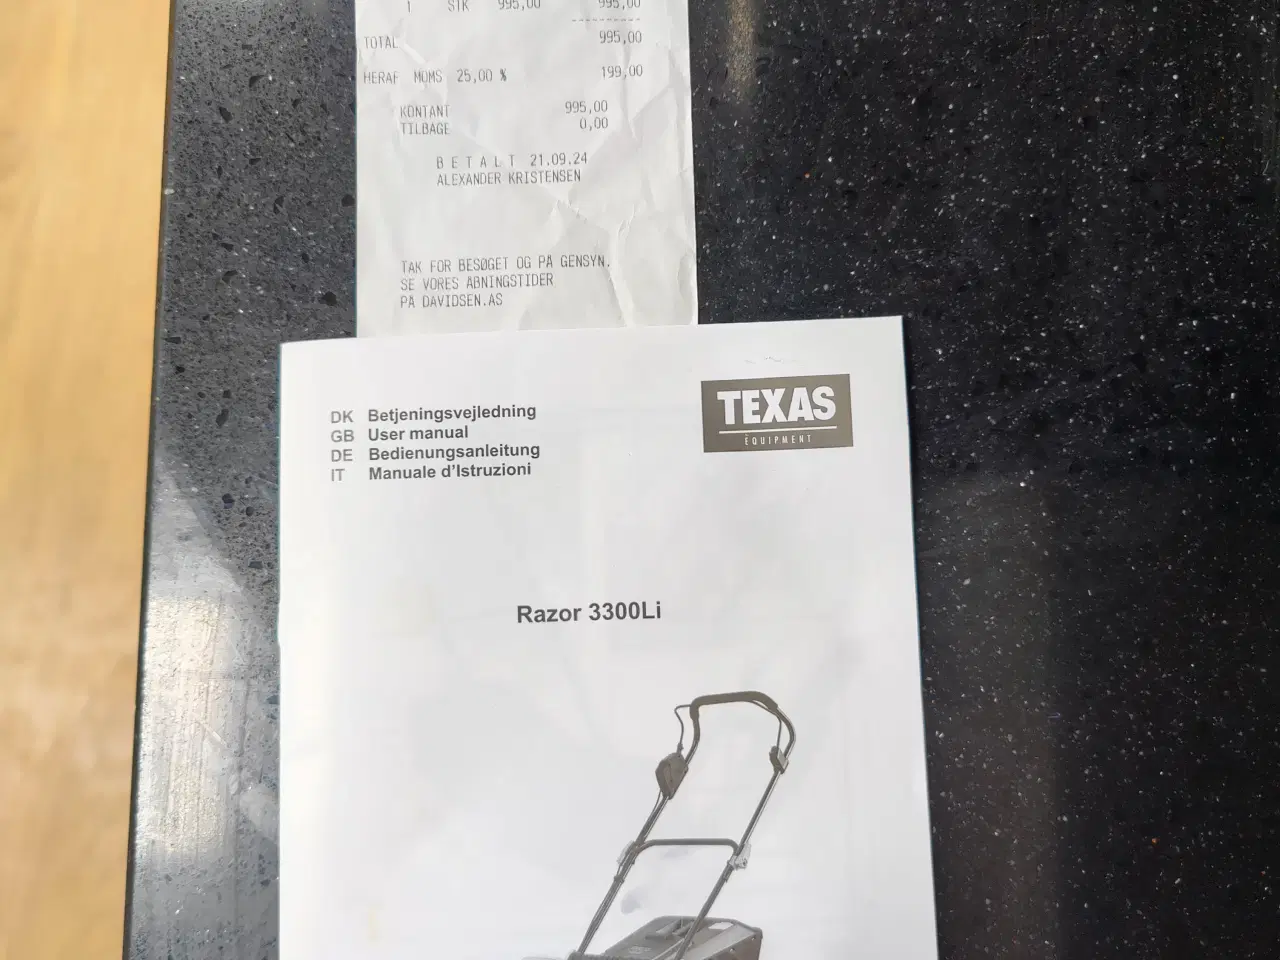 1 STK 995,00 995,00
TOTAL 995,00
HERAF MOMS 25,00 % 199,00
KONTANT 995,00
TILBAGE 0,00
B E T A L T 21.09.24
ALEXANDER KRISTENSEN
TAK FOR BESØGET OG PÅ GENSYN.
SE VORES ÅBNINGSTIDER
PÅ DAVIDSEN.AS
TEXAS
EQUIPMENT
DK Betjeningsvejledning
GB User manual
DE Bedienungsanleitung
IT Manuale d'Istruzioni
Razor 3300Li